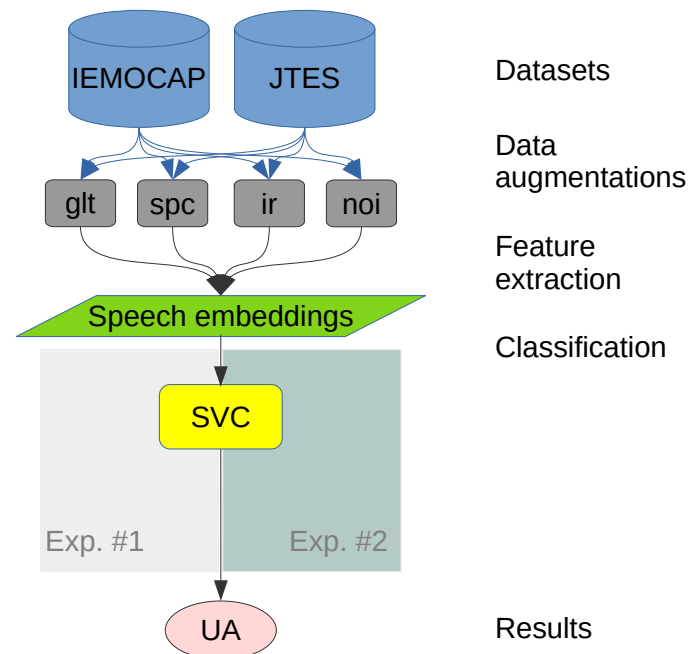 IEMOCAP
JTES
Datasets
Data
augmentations
glt
spc
ir
noi
Feature
extraction
Speech embeddings
Classification
SVC
Exp. #1
Exp. #2
UA
Results